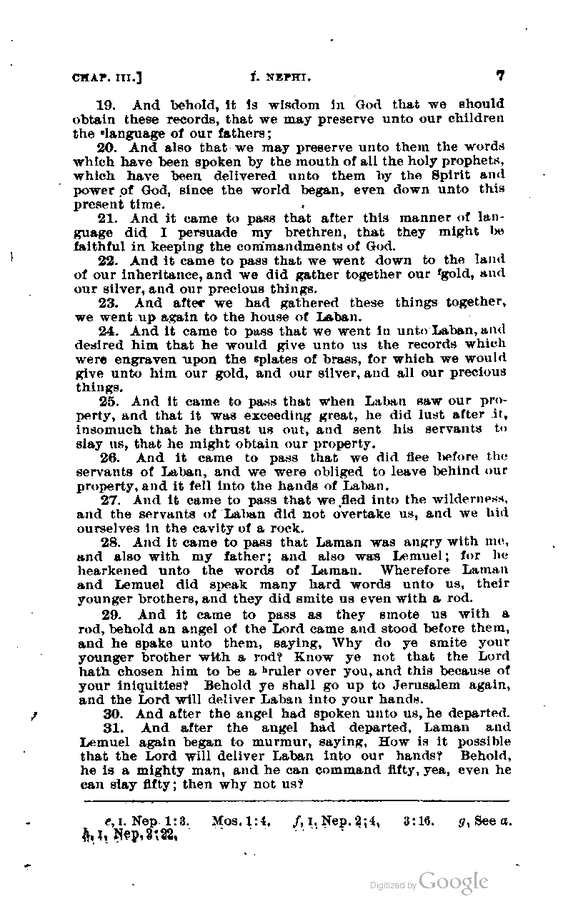 CHAP. III.] I. NEPHI. 7
19. And behold, it is wisdom in God that we should
obtain these records, that we may preserve unto our children
the ᵉlanguage of our fathers;
20. And also that we may preserve unto them the words
which have been spoken by the mouth of all the holy prophets,
which have been delivered unto them by the Spirit and
power of God, since the world began, even down unto this
present time.
21. And it came to pass that after this manner of lan-
guage did I persuade my brethren, that they might be
faithful in keeping the commandments of God.
22. And it came to pass that we went down to the land
of our inheritance, and we did gather together our ᶠgold, and
our silver, and our precious things.
23. And after we had gathered these things together,
we went up again to the house of Laban.
24. And it came to pass that we went in unto Laban, and
desired him that he would give unto us the records which
were engraven upon the ᵍplates of brass, for which we would
give unto him our gold, and our silver, and all our precious
things.
25. And it came to pass that when Laban saw our pro-
perty, and that it was exceeding great, he did lust after it,
insomuch that he thrust us out, and sent his servants to
slay us, that he might obtain our property.
26. And it came to pass that we did flee before the
servants of Laban, and we were obliged to leave behind our
property, and it fell into the hands of Laban.
27. And it came to pass that we fled into the wilderness,
and the servants of Laban did not overtake us, and we hid
ourselves in the cavity of a rock.
28. And it came to pass that Laman was angry with me,
and also with my father; and also was Lemuel; for he
hearkened unto the words of Laman. Wherefore Laman
and Lemuel did speak many hard words unto us, their
younger brothers, and they did smite us even with a rod.
29. And it came to pass as they smote us with a
rod, behold an angel of the Lord came and stood before them,
and he spake unto them, saying, Why do ye smite your
younger brother with a rod? Know ye not that the Lord
hath chosen him to be a ʰruler over you, and this because of
your iniquities? Behold ye shall go up to Jerusalem again,
and the Lord will deliver Laban into your hands.
30. And after the angel had spoken unto us, he departed.
31. And after the angel had departed, Laman and
Lemuel again began to murmur, saying, How is it possible
that the Lord will deliver Laban into our hands? Behold,
he is a mighty man, and he can command fifty, yea, even he
can slay fifty; then why not us?
e, I. Nep. 1:3. Mos. 1:4. f, I. Nep. 2:4, 3:16. g, See a.
h, I. Nep. 2:22.
Digitized by Google